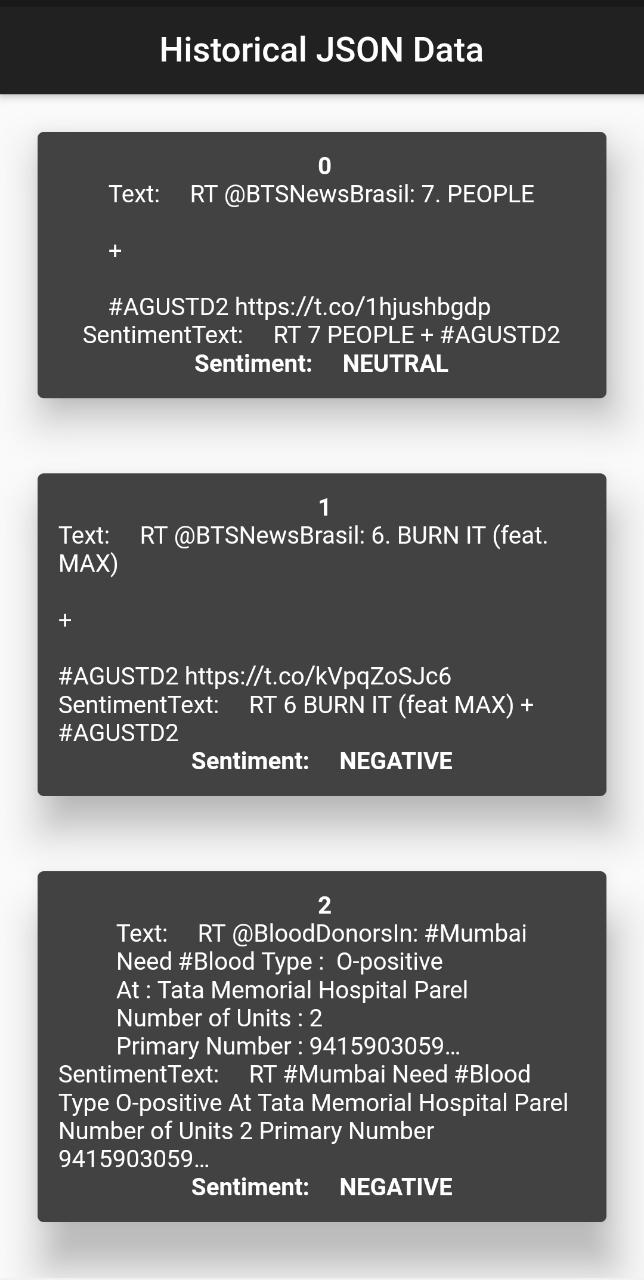 Historical JSON Data
0
Text: RT @BTSNewsBrasil: 7. PEOPLE
+
#AGUSTD2 https://t.co/1hjushbgdp
SentimentText: RT 7 PEOPLE + #AGUSTD2
Sentiment: NEUTRAL
1
Text: RT @BTSNewsBrasil: 6. BURN IT (feat.
MAX)
+
#AGUSTD2 https://t.co/kVpqZoSJc6
SentimentText: RT 6 BURN IT (feat MAX) +
#AGUSTD2
Sentiment: NEGATIVE
2
Text: RT @BloodDonorsIn: #Mumbai
Need #Blood Type :  O-positive
At : Tata Memorial Hospital Parel
Number of Units : 2
Primary Number : 9415903059…
SentimentText: RT #Mumbai Need #Blood
Type O-positive At Tata Memorial Hospital Parel
Number of Units 2 Primary Number
9415903059…
Sentiment: NEGATIVE